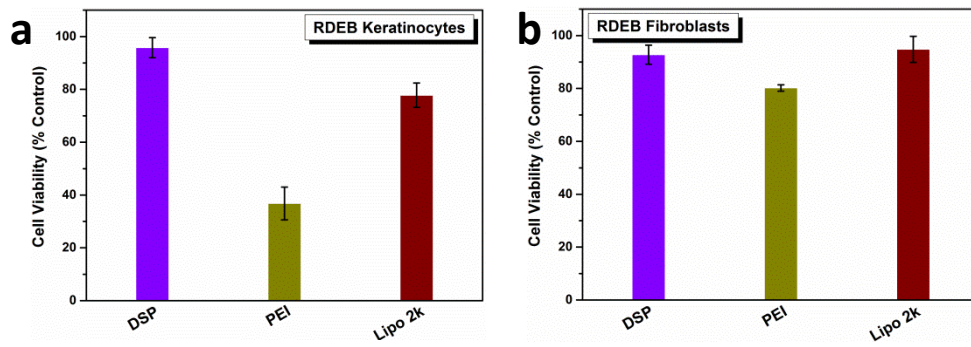 a
RDEB Keratinocytes
Cell Viability (% Control)
100
80
60
40
20
0
DSP
PEI
Lipo 2k
b
RDEB Fibroblasts
Cell Viability (% Control)
100
80
60
40
20
0
DSP
PEI
Lipo 2k